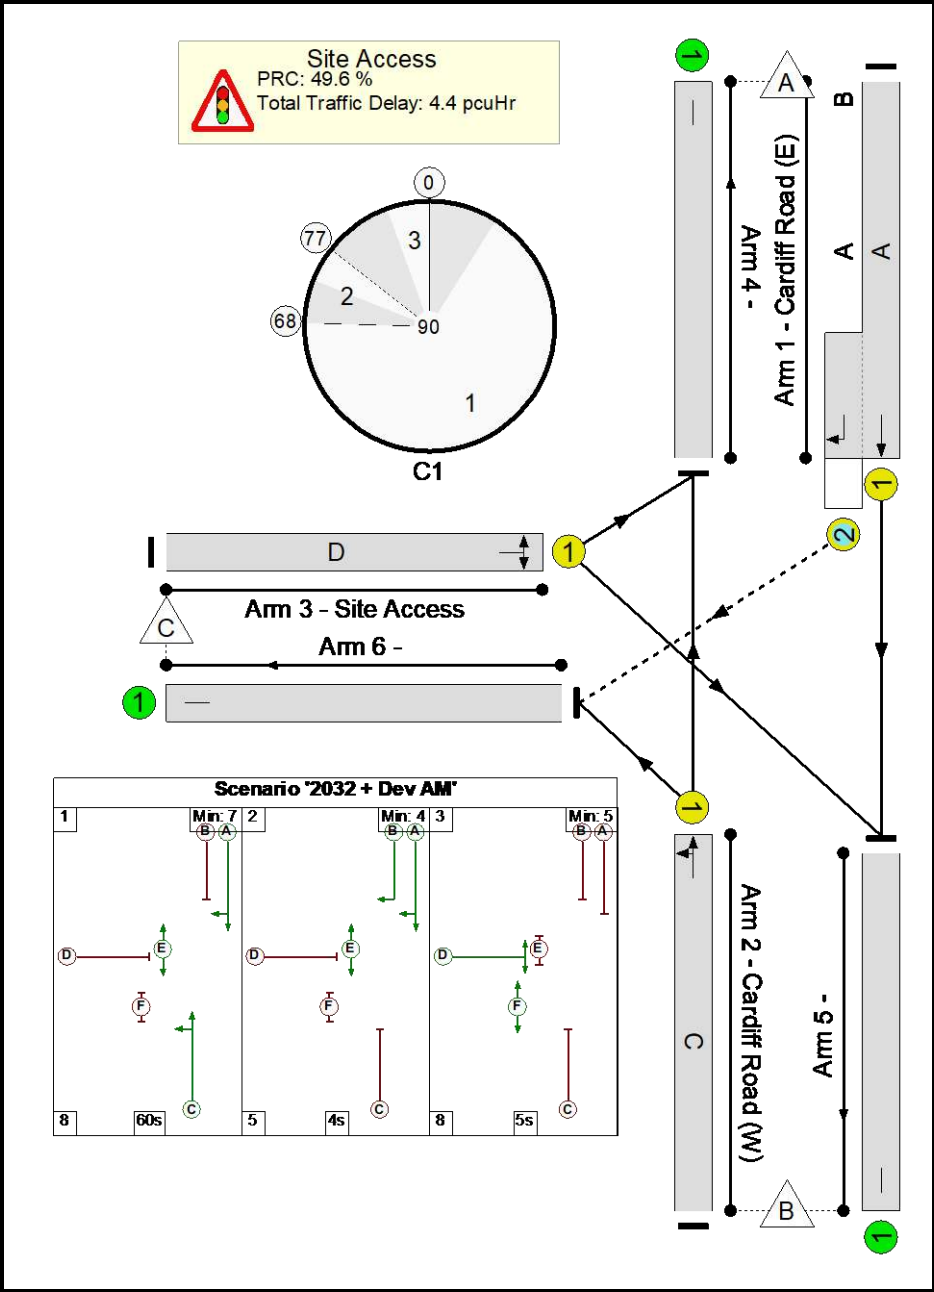 Site Access
PRC: 49.6 %
Total Traffic Delay: 4.4 pcuHr
0
77
68
90
3
2
1
C1
1
Arm 4 -
A
Arm 1 - Cardiff Road (E)
B
A
A
1
2
D
1
Arm 3 - Site Access
C
Arm 6 -
1
1
C
Arm 2 - Cardiff Road (W)
B
Arm 5 -
1
Scenario '2032 + Dev AM'
1
Min: 7
B
A
D
E
F
C
8
60s
2
Min: 4
B
A
D
E
F
C
5
4s
3
Min: 5
B
A
D
E
F
C
8
5s